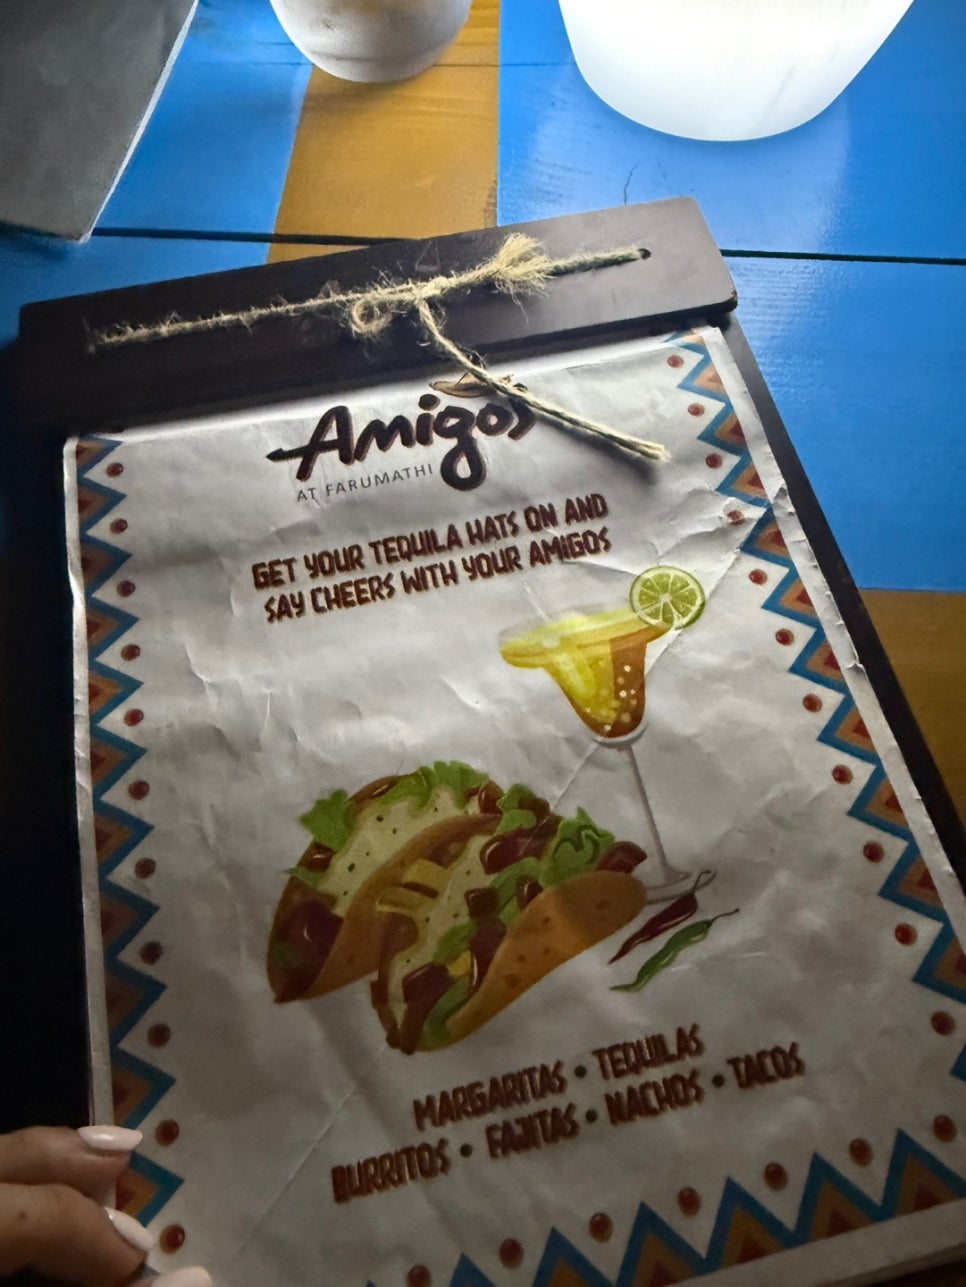 Amigos
AT FARUMATHI
GET YOUR TEQUILA HATS ON AND
SAY CHEERS WITH YOUR AMIGOS
MARGARITAS • TEQUILAS
BURRITOS • FAJITAS • NACHOS • TACOS